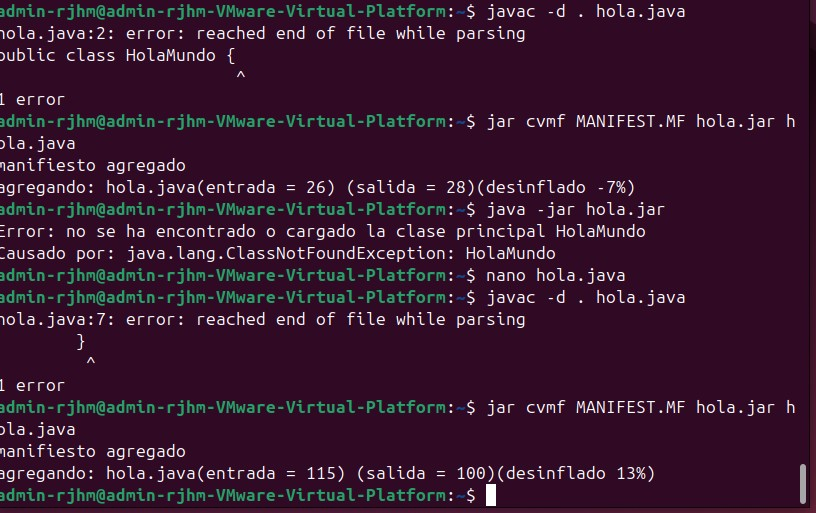 admin-rjhm@admin-rjhm-VMware-Virtual-Platform:~$ javac -d . hola.java
hola.java:2: error: reached end of file while parsing
public class HolaMundo {
^
1 error
admin-rjhm@admin-rjhm-VMware-Virtual-Platform:~$ jar cvmf MANIFEST.MF hola.jar h
ola.java
manifiesto agregado
agregando: hola.java(entrada = 26) (salida = 28)(desinflado -7%)
admin-rjhm@admin-rjhm-VMware-Virtual-Platform:~$ java -jar hola.jar
Error: no se ha encontrado o cargado la clase principal HolaMundo
Causado por: java.lang.ClassNotFoundException: HolaMundo
admin-rjhm@admin-rjhm-VMware-Virtual-Platform:~$ nano hola.java
admin-rjhm@admin-rjhm-VMware-Virtual-Platform:~$ javac -d . hola.java
hola.java:7: error: reached end of file while parsing
}
^
1 error
admin-rjhm@admin-rjhm-VMware-Virtual-Platform:~$ jar cvmf MANIFEST.MF hola.jar h
ola.java
manifiesto agregado
agregando: hola.java(entrada = 115) (salida = 100)(desinflado 13%)
admin-rjhm@admin-rjhm-VMware-Virtual-Platform:~$